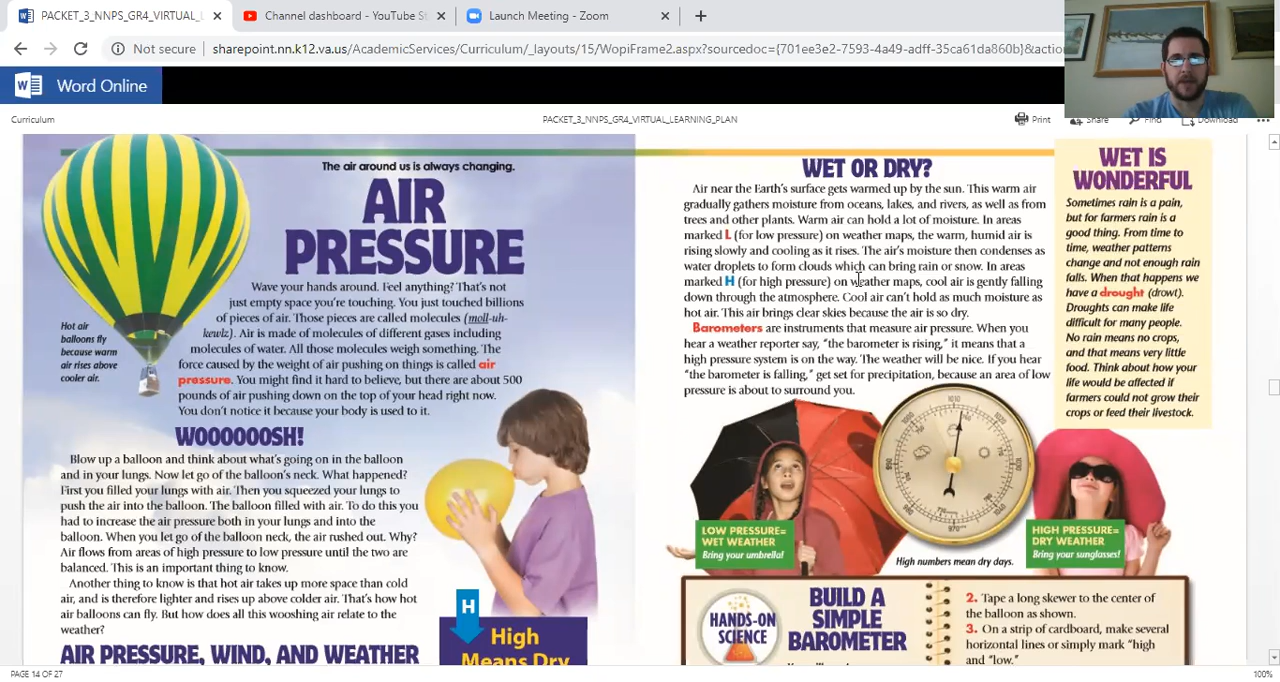 PACKET_3_NNPS_GR4_VIRTUAL_L
Channel dashboard - YouTube St
Launch Meeting - Zoom
Not secure
sharepoint.nn.k12.va.us/AcademicServices/Curriculum/_layouts/15/WopiFrame2.aspx?sourcedoc={701ee3e2-7593-4a49-adff-35ca61da860b}&actio
Word Online
Curriculum
PACKET_3_NNPS_GR4_VIRTUAL_LEARNING_PLAN
Print
Share
Find
Download
The air around us is always changing.
AIR
PRESSURE
Wave your hands around. Feel anything? That's not
just empty space you're touching. You just touched billions
of pieces of air. Those pieces are called molecules (moll-uh-
kewlz). Air is made of molecules of different gases including
molecules of water. All those molecules weigh something. The
force caused by the weight of air pushing on things is called air
pressure. You might find it hard to believe, but there are about 500
pounds of air pushing down on the top of your head right now.
You don't notice it because your body is used to it.
Hot air
balloons fly
because warm
air rises above
cooler air.
WOOOOOSH!
Blow up a balloon and think about what's going on in the balloon
and in your lungs. Now let go of the balloon's neck. What happened?
First you filled your lungs with air. Then you squeezed your lungs to
push the air into the balloon. The balloon filled with air. To do this you
had to increase the air pressure both in your lungs and into the
balloon. When you let go of the balloon neck, the air rushed out. Why?
Air flows from areas of high pressure to low pressure until the two are
balanced. This is an important thing to know.
Another thing to know is that hot air takes up more space than cold
air, and is therefore lighter and rises up above colder air. That's how hot
air balloons can fly. But how does all this wooshing air relate to the
weather?
AIR PRESSURE, WIND, AND WEATHER
H
High
Means Dry
WET OR DRY?
Air near the Earth's surface gets warmed up by the sun. This warm air
gradually gathers moisture from oceans, lakes, and rivers, as well as from
trees and other plants. Warm air can hold a lot of moisture. In areas
marked L (for low pressure) on weather maps, the warm, humid air is
rising slowly and cooling as it rises. The air's moisture then condenses as
water droplets to form clouds which can bring rain or snow. In areas
marked H (for high pressure) on weather maps, cool air is gently falling
down through the atmosphere. Cool air can't hold as much moisture as
hot air. This air brings clear skies because the air is so dry.
Barometers are instruments that measure air pressure. When you
hear a weather reporter say, "the barometer is rising," it means that a
high pressure system is on the way. The weather will be nice. If you hear
"the barometer is falling," get set for precipitation, because an area of low
pressure is about to surround you.
WET IS
WONDERFUL
Sometimes rain is a pain,
but for farmers rain is a
good thing. From time to
time, weather patterns
change and not enough rain
falls. When that happens we
have a drought (drowt).
Droughts can make life
difficult for many people.
No rain means no crops,
and that means very little
food. Think about how your
life would be affected if
farmers could not grow their
crops or feed their livestock.
LOW PRESSURE=
WET WEATHER
Bring your umbrella!
High numbers mean dry days.
HIGH PRESSURE=
DRY WEATHER
Bring your sunglasses!
HANDS-ON
SCIENCE
BUILD A
SIMPLE
BAROMETER
2. Tape a long skewer to the center of
the balloon as shown.
3. On a strip of cardboard, make several
horizontal lines or simply mark "high
and "low."
PAGE 14 OF 27
100%